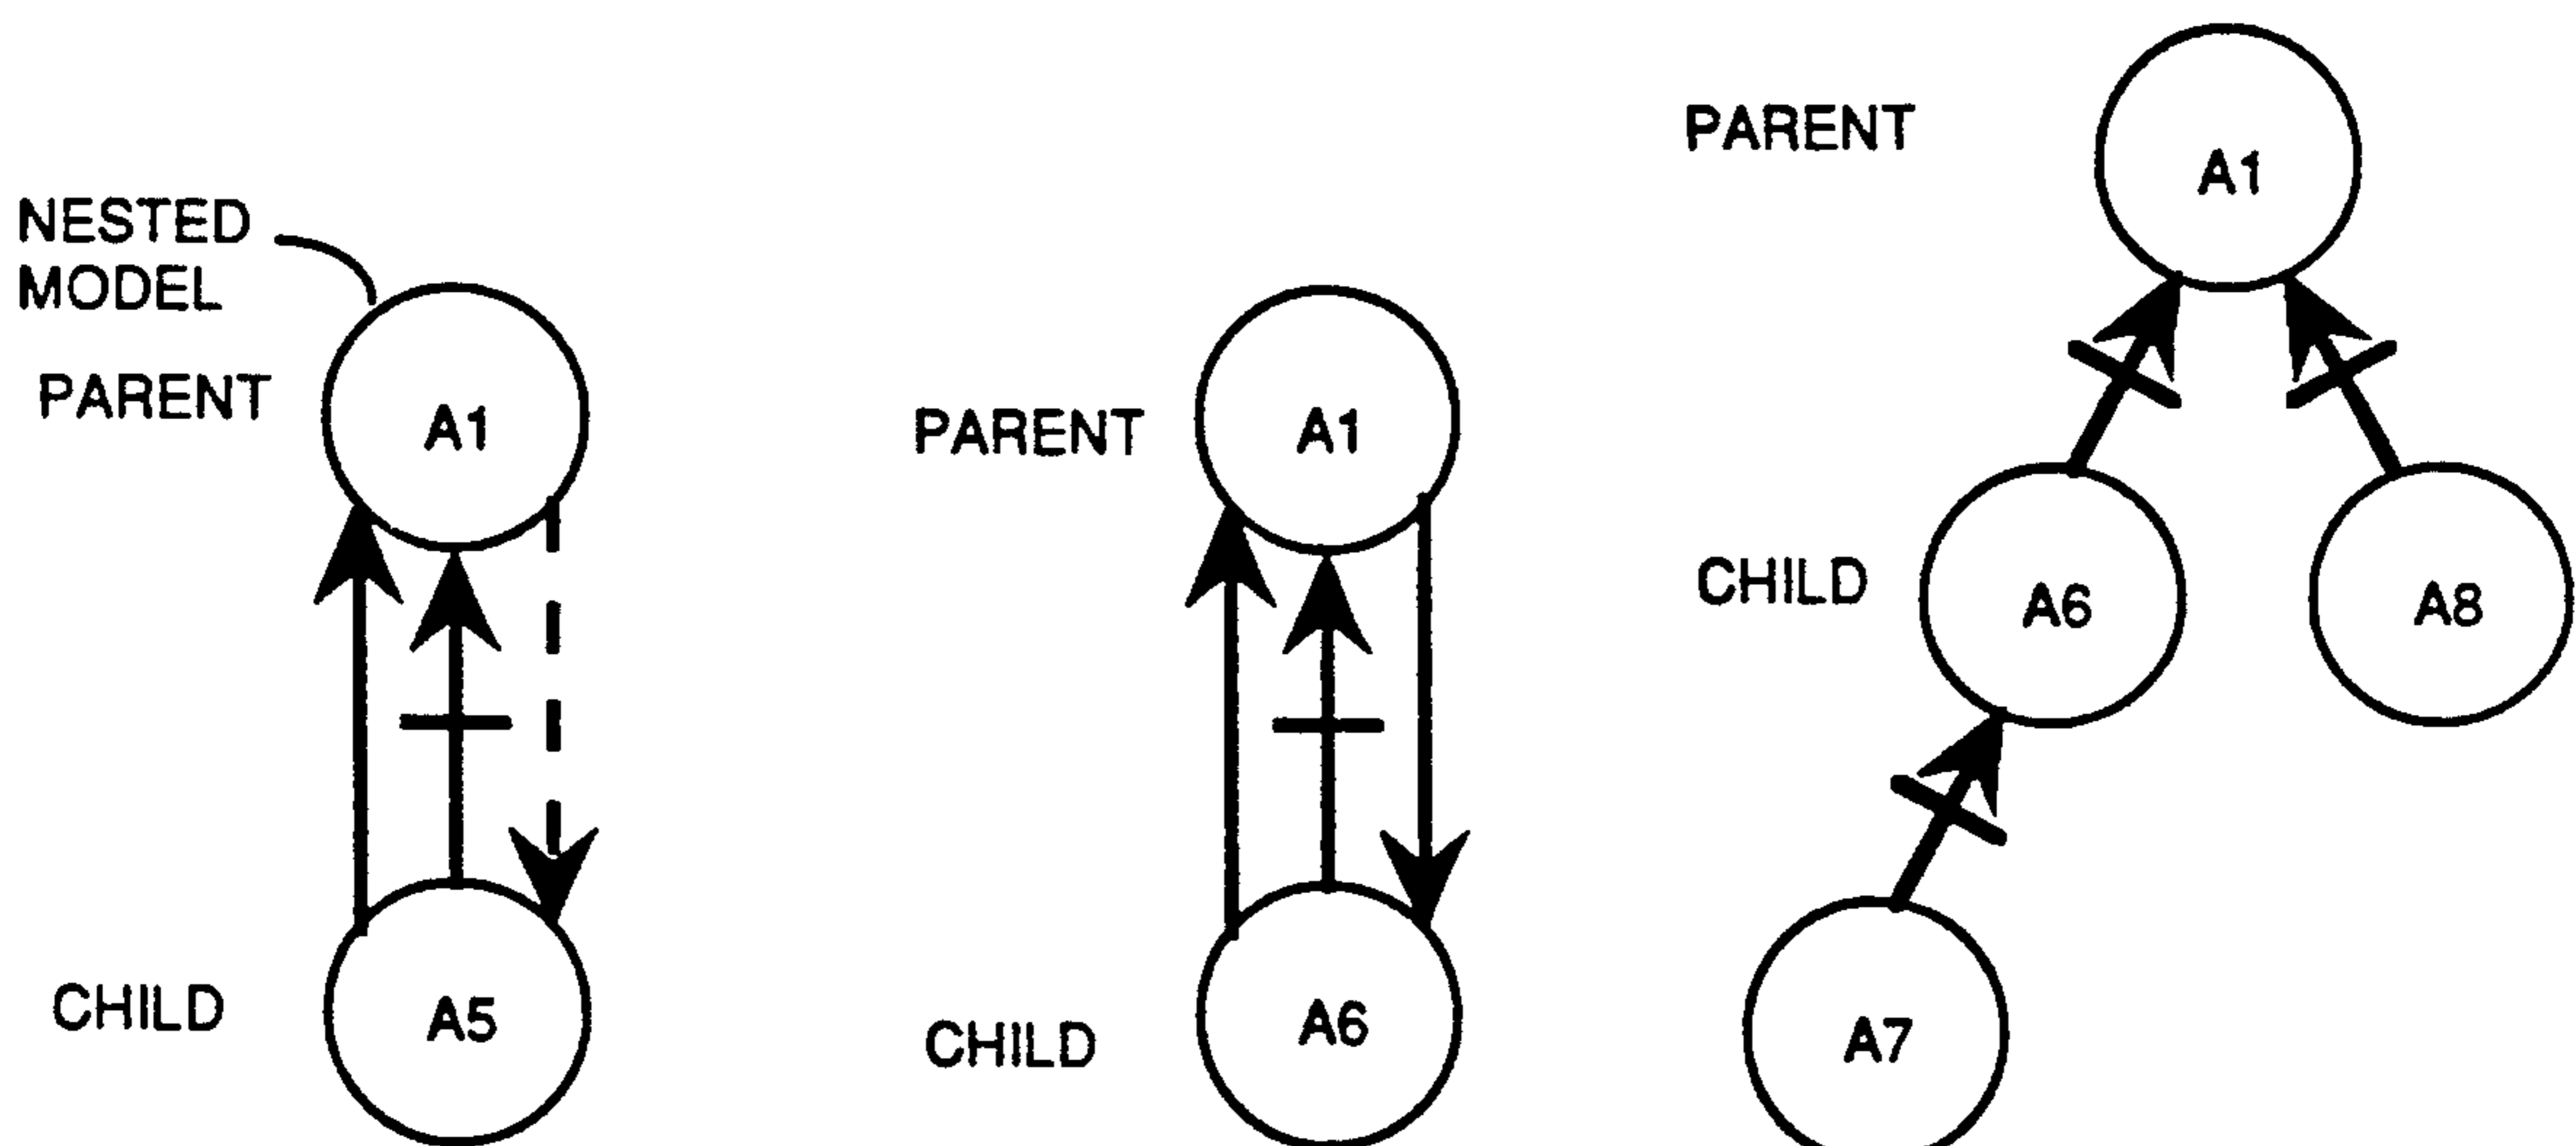 NESTED
MODEL
PARENT
A1
CHILD
A5
PARENT
A1
CHILD
A6
PARENT
A1
CHILD
A6
A8
A7